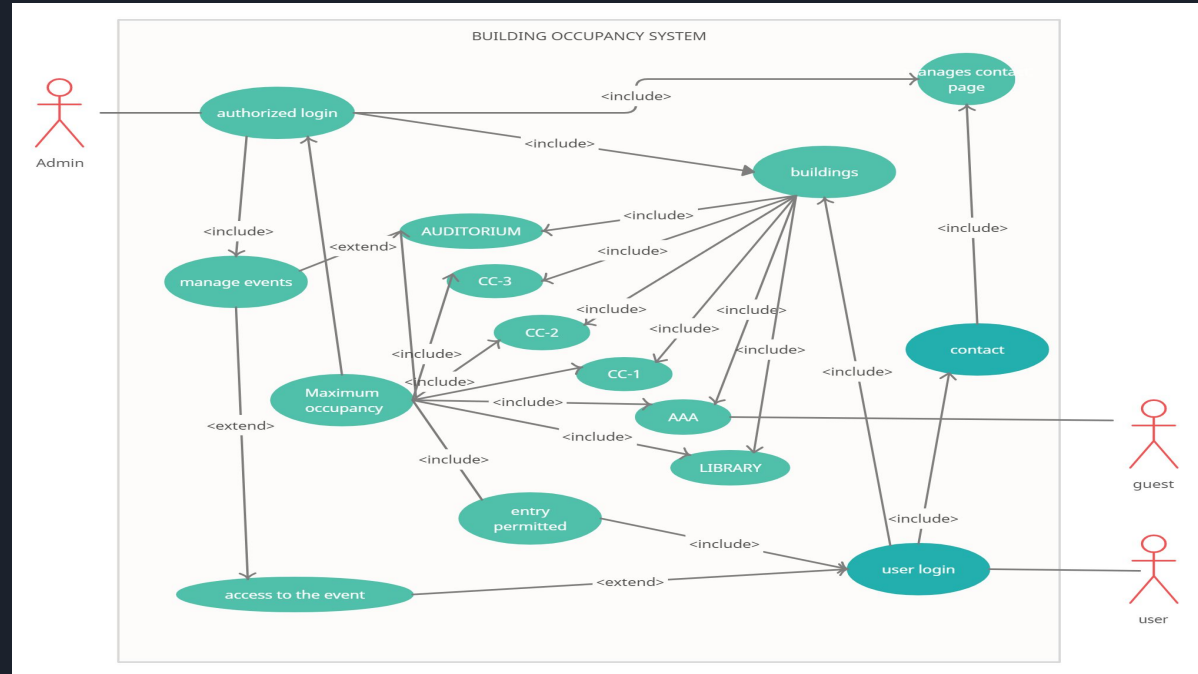 BUILDING OCCUPANCY SYSTEM
anages conta
page
<include>
authorized login
<include>
Admin
buildings
<include>
<include>
<extend>
AUDITORIUM
<include>
<include>
manage events
CC-3
<include>
<include>
<include>
CC-2
<include>
<include>
contact
<include>
<include>
CC-1
<include>
Maximum
occupancy
<include>
AAA
<extend>
<include>
<include>
LIBRARY
guest
entry
permitted
<include>
<include>
user login
<extend>
access to the event
user